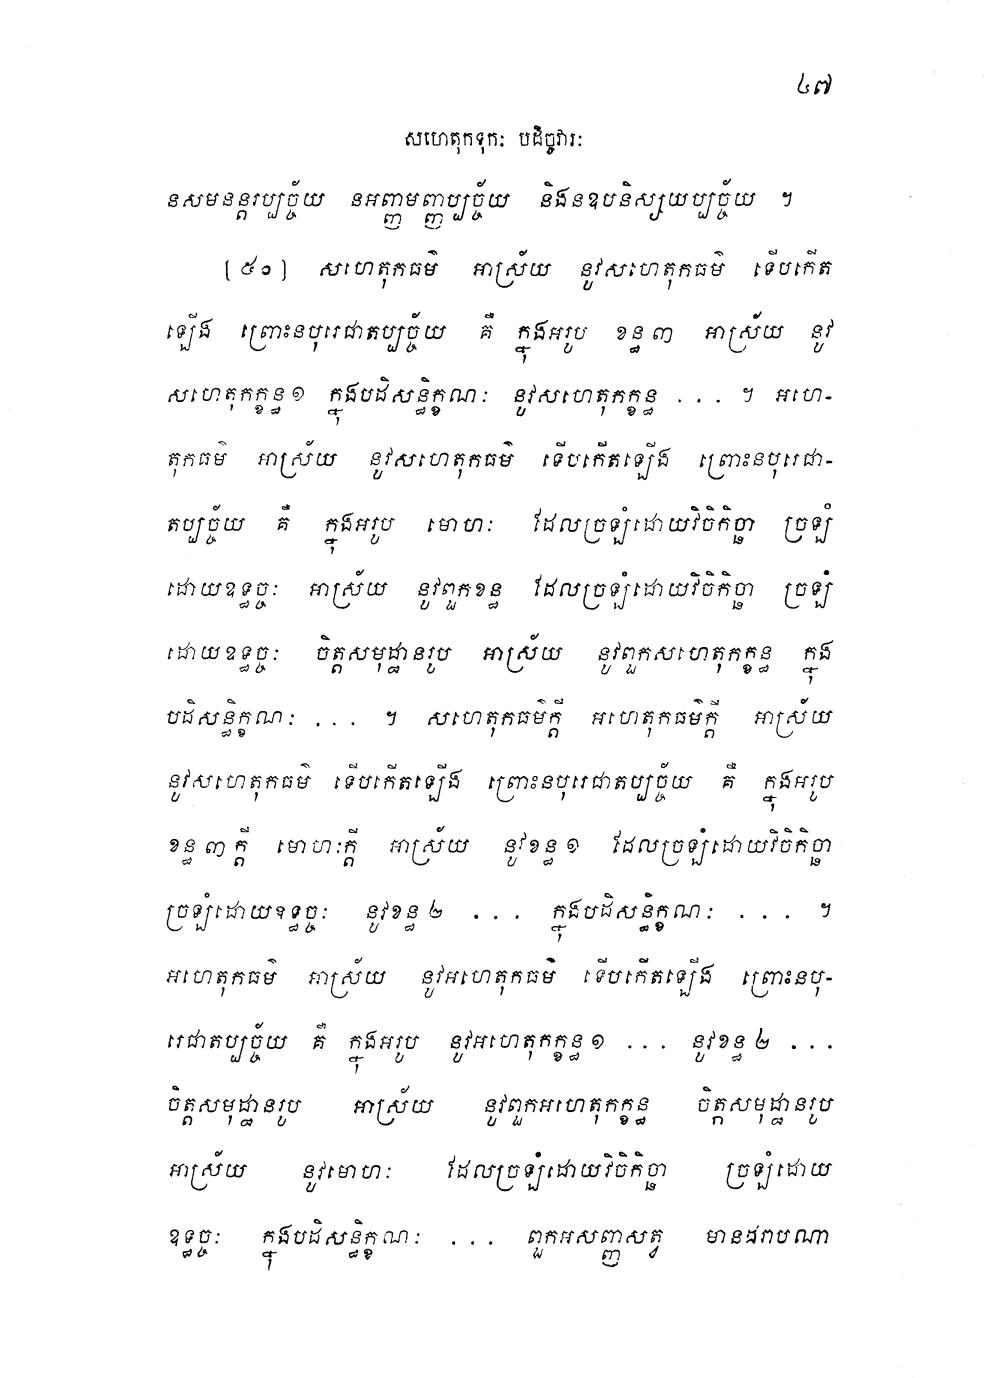 ៤៧
សហេតុកទុកៈ បដិច្ចវារៈ
នសមនន្តរប្បច្ច័យ នអញ្ញាមញ្ញប្បច្ច័យ និងនឧបនិស្សយប្បច្ច័យ ។
(៥១) សហេតុកធម៌ អាស្រ័យ នូវសហេតុកធម៌ ទើបកើត
ឡើង ព្រោះនបុរេជាតប្បច្ច័យ គឺ ក្នុងអរូប ខន្ធ ៣ អាស្រ័យ នូវ
សហេតុកក្ខន្ធ ១ ក្នុងបដិសន្ធិក្ខណៈ នូវសហេតុកក្ខន្ធ ... ។ អហេ-
តុកធម៌ អាស្រ័យ នូវសហេតុកធម៌ ទើបកើតឡើង ព្រោះនបុរេជា-
តប្បច្ច័យ គឺ ក្នុងអរូប មោហៈ ដែលច្រឡំដោយវិចិកិច្ឆា ច្រឡំ
ដោយឧទ្ធច្ចៈ អាស្រ័យ នូវពួកខន្ធ ដែលច្រឡំដោយវិចិកិច្ឆា ច្រឡំ
ដោយឧទ្ធច្ចៈ ចិត្តសមុដ្ឋានរូប អាស្រ័យ នូវពួកសហេតុកក្ខន្ធ ក្នុង
បដិសន្ធិក្ខណៈ ... ។ សហេតុកធម៌ក្តី អហេតុកធម៌ក្តី អាស្រ័យ
នូវសហេតុកធម៌ ទើបកើតឡើង ព្រោះនបុរេជាតប្បច្ច័យ គឺ ក្នុងអរូប
ខន្ធ ៣ ក្តី មោហៈក្តី អាស្រ័យ នូវខន្ធ ១ ដែលច្រឡំដោយវិចិកិច្ឆា
ច្រឡំដោយឧទ្ធច្ចៈ នូវខន្ធ ២ ... ក្នុងបដិសន្ធិក្ខណៈ ... ។
អហេតុកធម៌ អាស្រ័យ នូវអហេតុកធម៌ ទើបកើតឡើង ព្រោះនបុ-
រេជាតប្បច្ច័យ គឺ ក្នុងអរូប នូវអហេតុកក្ខន្ធ ១ ... នូវខន្ធ ២ ...
ចិត្តសមុដ្ឋានរូប អាស្រ័យ នូវពួកអហេតុកក្ខន្ធ ចិត្តសមុដ្ឋានរូប
អាស្រ័យ នូវមោហៈ ដែលច្រឡំដោយវិចិកិច្ឆា ច្រឡំដោយ
ឧទ្ធច្ចៈ ក្នុងបដិសន្ធិក្ខណៈ ... ពួកអសញ្ញសត្វ មានដរាបណា